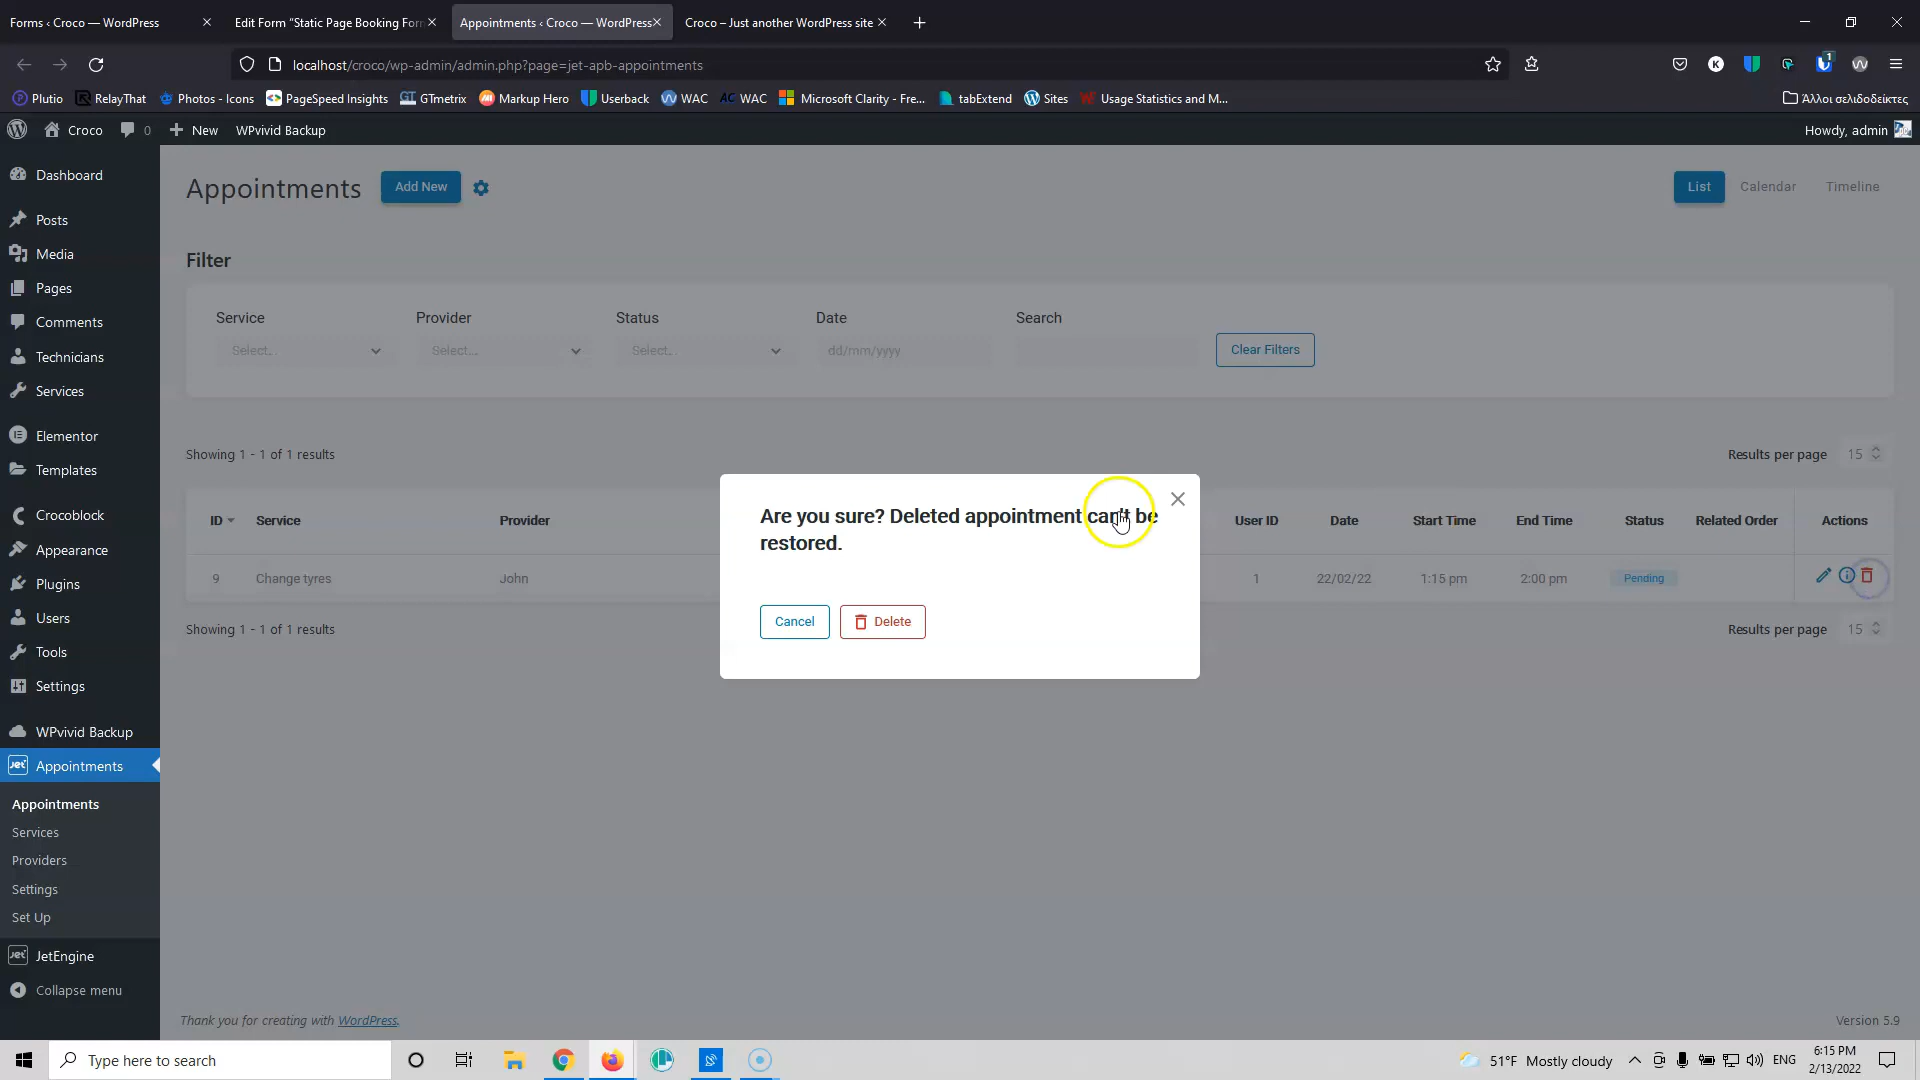 Forms ‹ Croco — WordPress
Edit Form "Static Page Booking Form
Appointments ‹ Croco — WordPress
Croco – Just another WordPress site
localhost/croco/wp-admin/admin.php?page=jet-apb-appointments
Plutio
RelayThat
Photos - Icons
PageSpeed Insights
GTmetrix
Markup Hero
Userback
WAC
WAC
Microsoft Clarity - Fre...
tabExtend
Sites
Usage Statistics and M...
Άλλοι σελιδοδείκτες
Croco
0
New
WPvivid Backup
Howdy, admin
Dashboard
Posts
Media
Pages
Comments
Technicians
Services
Elementor
Templates
Crocoblock
Appearance
Plugins
Users
Tools
Settings
WPvivid Backup
Appointments
Appointments
Services
Providers
Settings
Set Up
JetEngine
Collapse menu
Appointments
Add New
List
Calendar
Timeline
Filter
Service
Provider
Status
Date
Search
Select...
Select...
Select...
dd/mm/yyyy
Clear Filters
Showing 1 - 1 of 1 results
Results per page
15
ID
Service
Provider
User ID
Date
Start Time
End Time
Status
Related Order
Actions
9
Change tyres
John
1
22/02/22
1:15 pm
2:00 pm
Pending
Showing 1 - 1 of 1 results
Results per page
15
Are you sure? Deleted appointment can't be
restored.
Cancel
Delete
Thank you for creating with WordPress.
Version 5.9
Type here to search
51°F Mostly cloudy
ENG
6:15 PM
2/13/2022